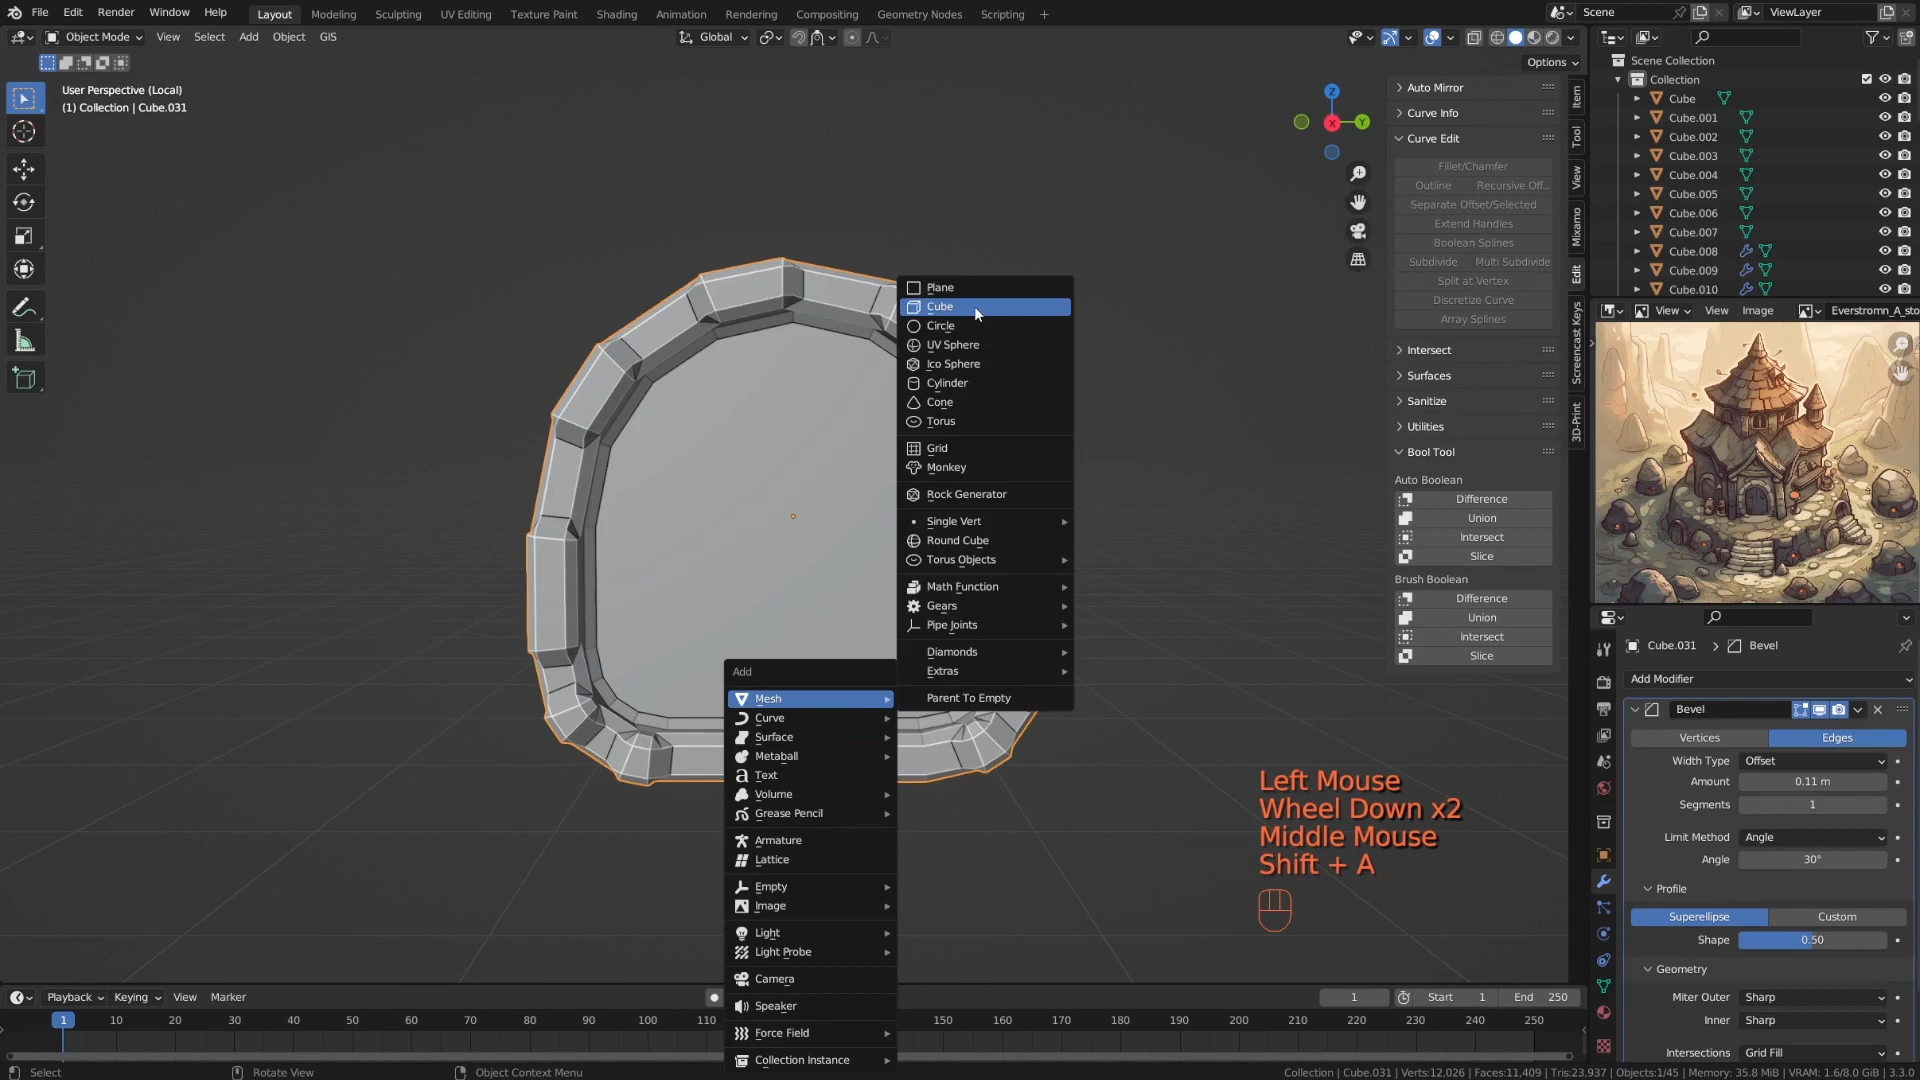 File Edit Render Window Help Layout Modeling Sculpting UV Editing Texture Paint Shading Animation Rendering Compositing Geometry Nodes Scripting + Scene ViewLayer
Object Mode View Select Add Object GIS Global
Options
User Perspective (Local)
(1) Collection | Cube.031
Z
X
Y
Auto Mirror
Curve Info
Curve Edit
Fillet/Chamfer
Outline Recursive Off...
Separate Offset/Selected
Extend Handles
Boolean Splines
Subdivide Multi Subdivide
Split at Vertex
Discretize Curve
Array Splines
Intersect
Surfaces
Sanitize
Utilities
Bool Tool
Auto Boolean
Difference
Union
Intersect
Slice
Brush Boolean
Difference
Union
Intersect
Slice
Item
Tool
View
Mixamo
Edit
Screencast Keys
3D-Print
Scene Collection
Collection
Cube
Cube.001
Cube.002
Cube.003
Cube.004
Cube.005
Cube.006
Cube.007
Cube.008
Cube.009
Cube.010
View View Image Everstromn_A_sto
Plane
Cube
Circle
UV Sphere
Ico Sphere
Cylinder
Cone
Torus
Grid
Monkey
Rock Generator
Single Vert
Round Cube
Torus Objects
Math Function
Gears
Pipe Joints
Diamonds
Extras
Parent To Empty
Add
Mesh
Curve
Surface
Metaball
Text
Volume
Grease Pencil
Armature
Lattice
Empty
Image
Light
Light Probe
Camera
Speaker
Force Field
Collection Instance
Left Mouse
Wheel Down x2
Middle Mouse
Shift + A
Cube.031 Bevel
Add Modifier
Bevel
Vertices Edges
Width Type Offset
Amount 0.11 m
Segments 1
Limit Method Angle
Angle 30°
Profile
Superellipse Custom
Shape 0.50
Geometry
Miter Outer Sharp
Inner Sharp
Intersections Grid Fill
Playback Keying View Marker 1 Start 1 End 250
1 10 20 30 40 50 60 70 80 90 100 110 150 160 170 180 190 200 210 220 230 240 250
Select Rotate View Object Context Menu Collection | Cube.031 | Verts:12,026 | Faces:11,409 | Tris:23,937 | Objects:1/45 | Memory: 35.8 MiB | VRAM: 1.6/8.0 GiB | 3.3.0